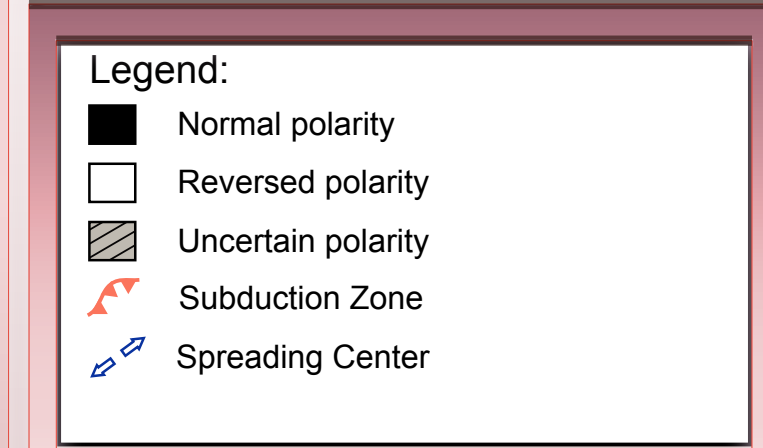 Legend:
Normal polarity
Reversed polarity
Uncertain polarity
Subduction Zone
Spreading Center